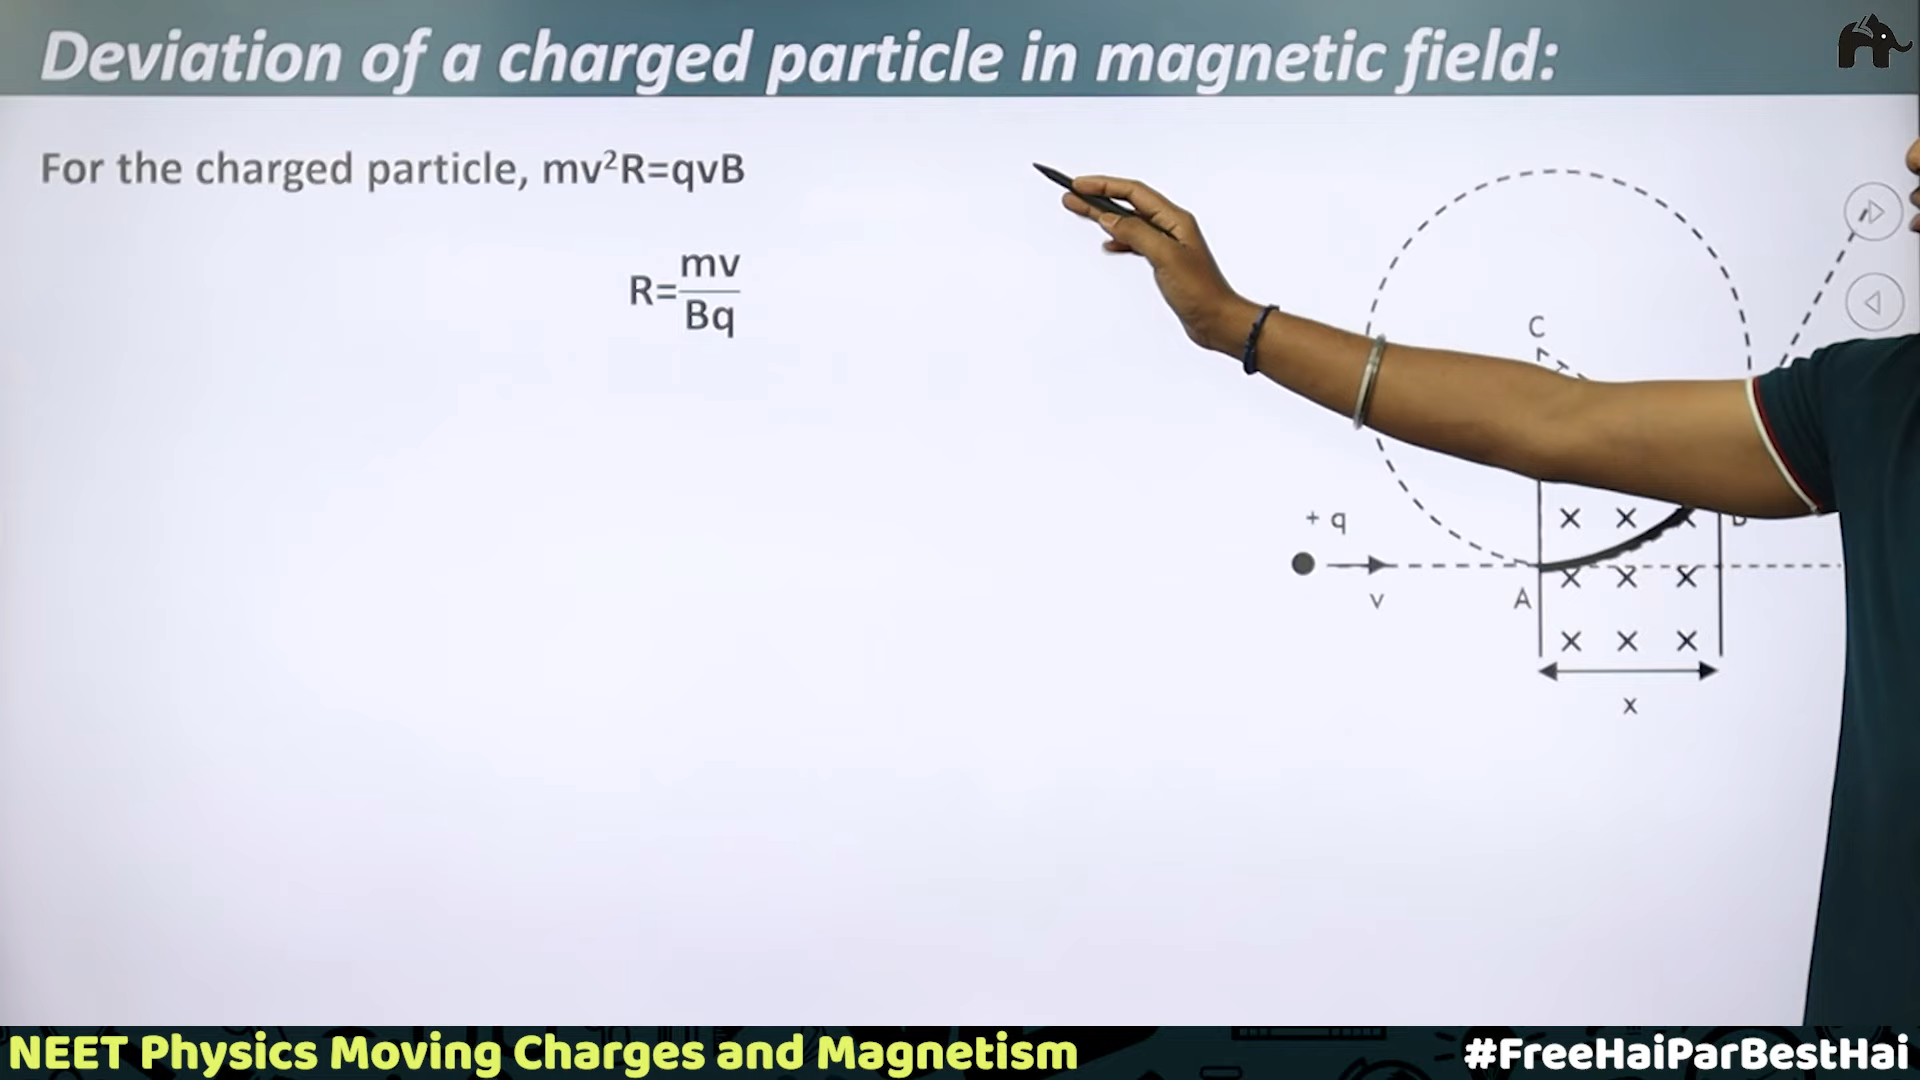 Deviation of a charged particle in magnetic field:
For the charged particle, mv²R=qvB
R=mv/Bq
C
+ q
v
A
× × ×
× × ×
× × ×
x
NEET Physics Moving Charges and Magnetism
#FreeHaiParBestHai